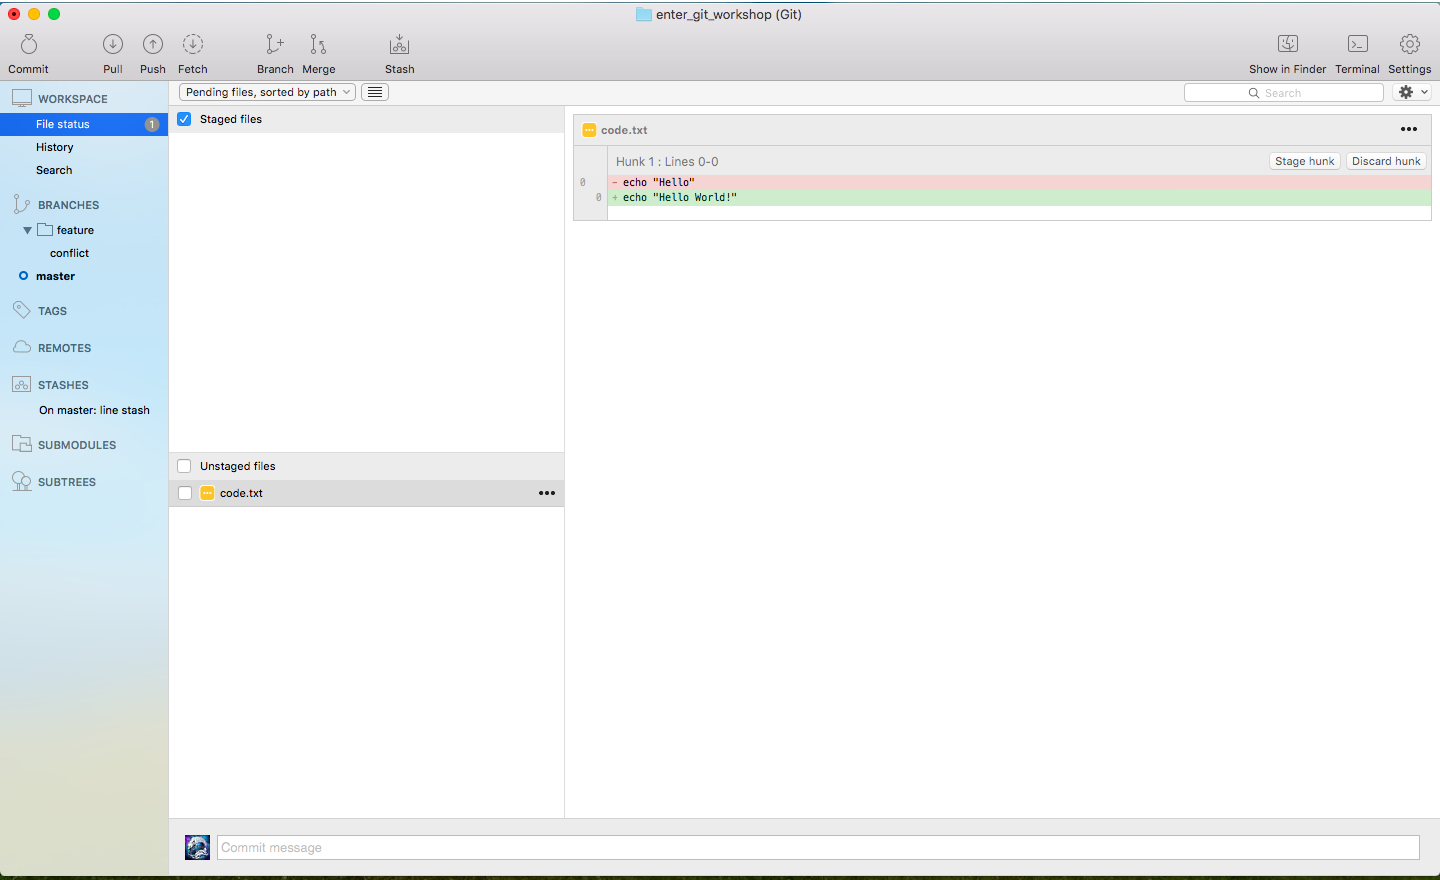 enter_git_workshop (Git)
Commit Pull Push Fetch Branch Merge Stash Show in Finder Terminal Settings
WORKSPACE
File status 1
History
Search
BRANCHES
feature
conflict
master
TAGS
REMOTES
STASHES
On master: line stash
SUBMODULES
SUBTREES
Pending files, sorted by path
Search
Staged files
Unstaged files
code.txt •••
code.txt •••
Hunk 1 : Lines 0-0 Stage hunk Discard hunk
0 - echo "Hello"
0 + echo "Hello World!"
Commit message